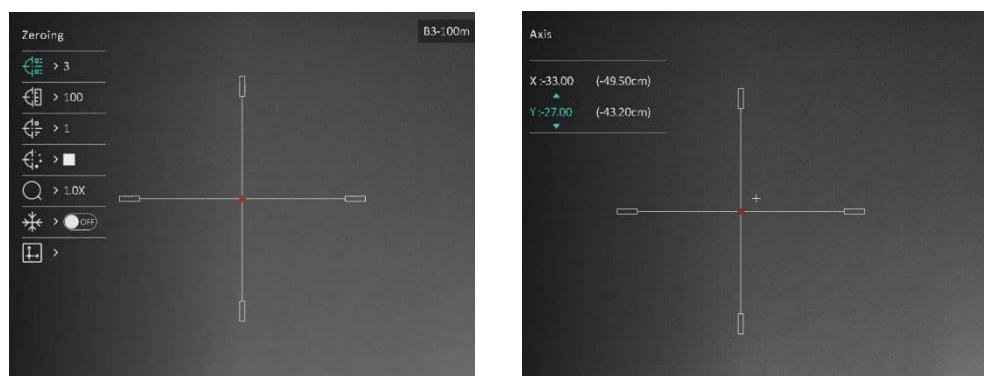 Zeroing
B3-100m
> 3
> 100
> 1
>
> 1.0X
> OFF
>
Axis
X :-33.00 (-49.50cm)
Y :-27.00 (-43.20cm)